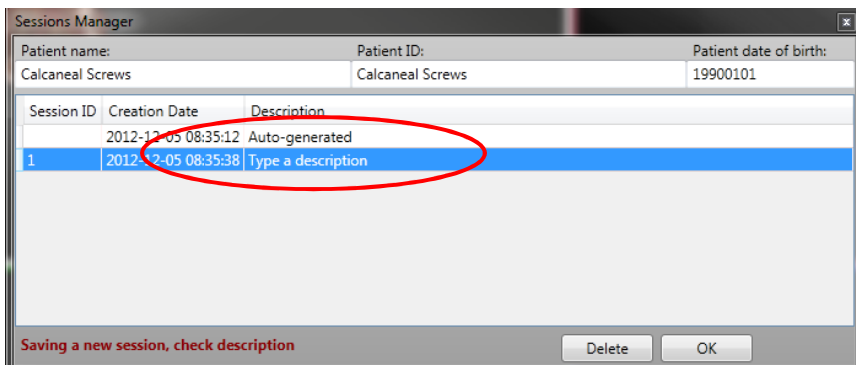 Sessions Manager
x
Patient name: Patient ID: Patient date of birth:
Calcaneal Screws Calcaneal Screws 19900101
Session ID Creation Date Description
2012-12-05 08:35:12 Auto-generated
1 2012-12-05 08:35:38 Type a description
Saving a new session, check description Delete OK